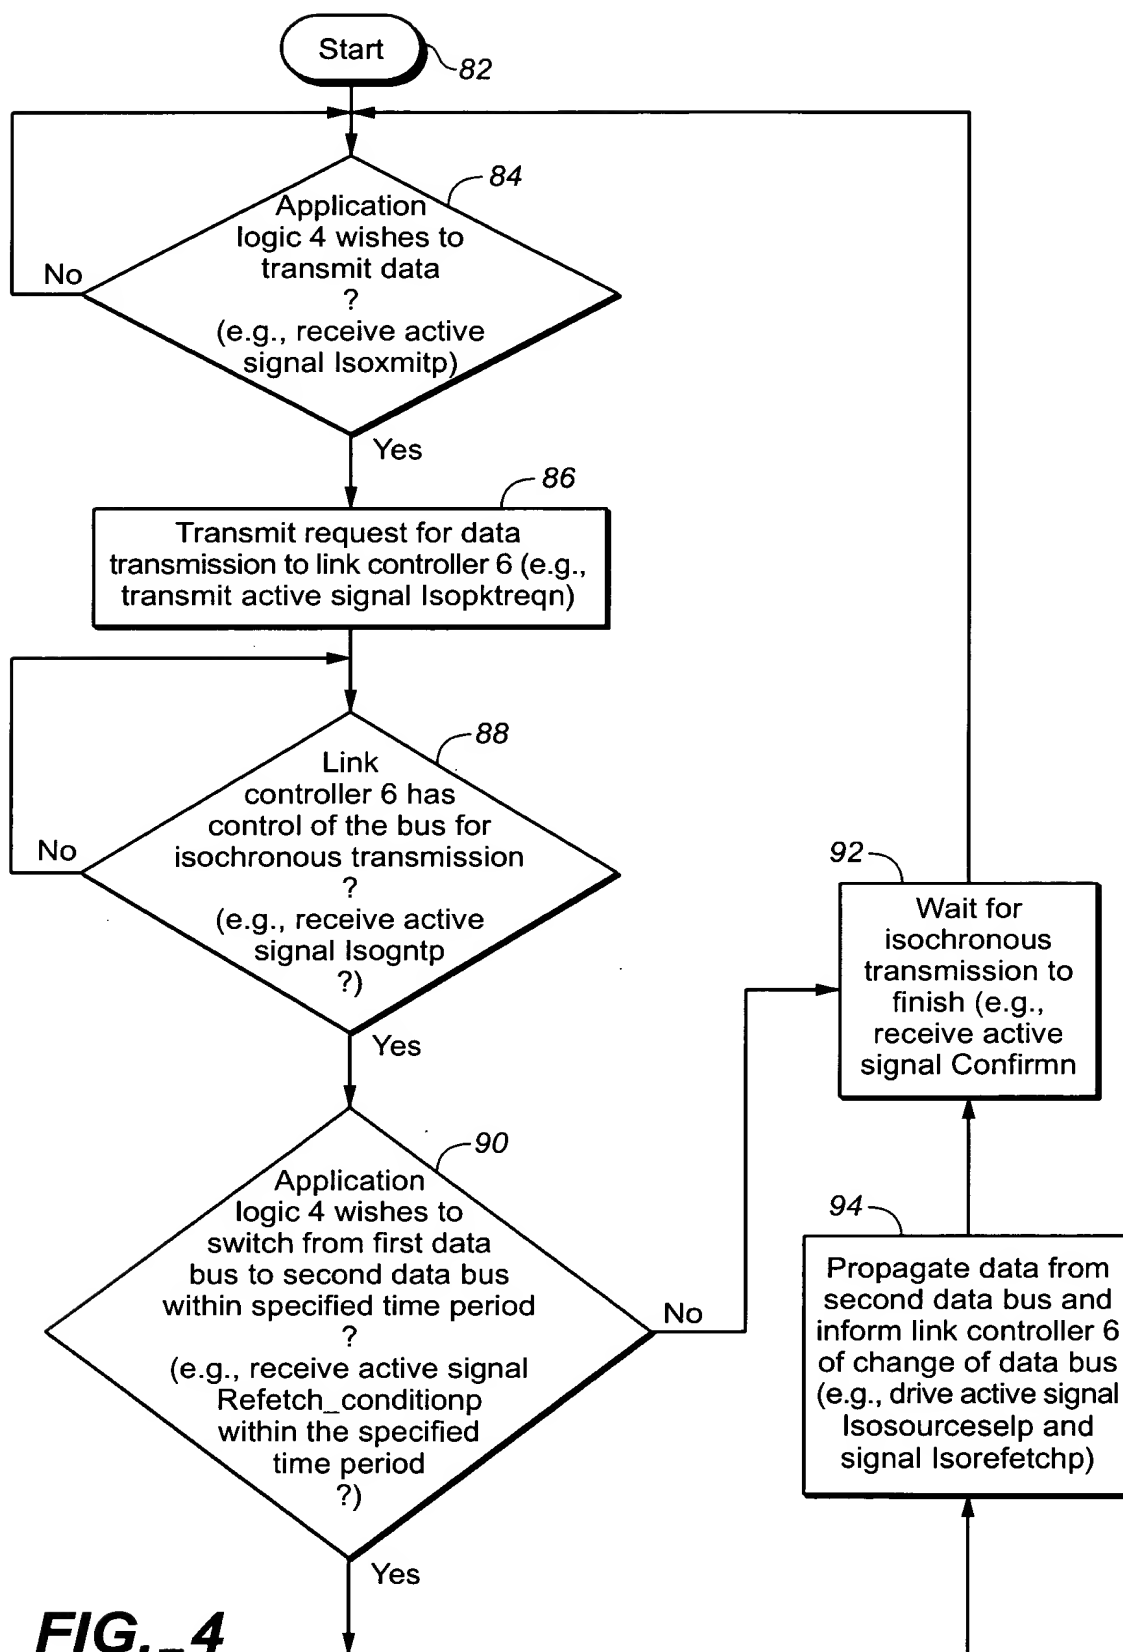 Start
82
84
Application
logic 4 wishes to
transmit data
?
(e.g., receive active
signal Isoxmitp)
No
Yes
86
Transmit request for data
transmission to link controller 6 (e.g.,
transmit active signal Isopktreqn)
88
Link
controller 6 has
control of the bus for
isochronous transmission
?
(e.g., receive active
signal Isogntp
?)
No
Yes
90
Application
logic 4 wishes to
switch from first data
bus to second data bus
within specified time period
?
(e.g., receive active signal
Refetch_conditionp
within the specified
time period
?)
No
Yes
92
Wait for
isochronous
transmission to
finish (e.g.,
receive active
signal Confirmn
94
Propagate data from
second data bus and
inform link controller 6
of change of data bus
(e.g., drive active signal
Isosourceselp and
signal Isorefetchp)
FIG._4